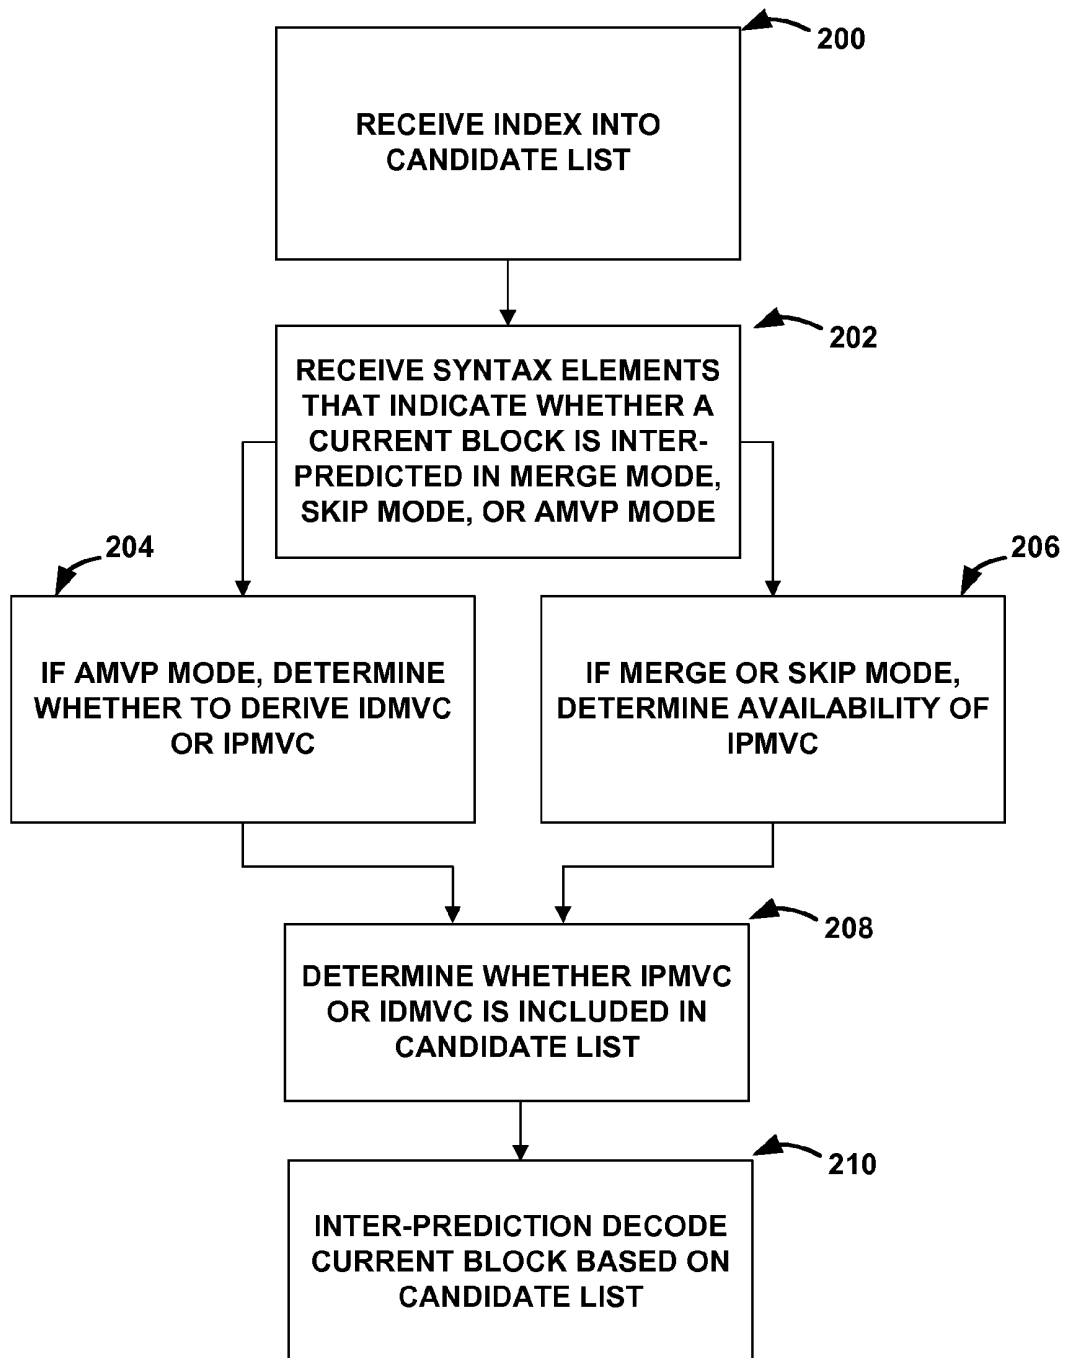 200
RECEIVE INDEX INTO
CANDIDATE LIST
202
RECEIVE SYNTAX ELEMENTS
THAT INDICATE WHETHER A
CURRENT BLOCK IS INTER-
PREDICTED IN MERGE MODE,
SKIP MODE, OR AMVP MODE
204
IF AMVP MODE, DETERMINE
WHETHER TO DERIVE IDMVC
OR IPMVC
206
IF MERGE OR SKIP MODE,
DETERMINE AVAILABILITY OF
IPMVC
208
DETERMINE WHETHER IPMVC
OR IDMVC IS INCLUDED IN
CANDIDATE LIST
210
INTER-PREDICTION DECODE
CURRENT BLOCK BASED ON
CANDIDATE LIST